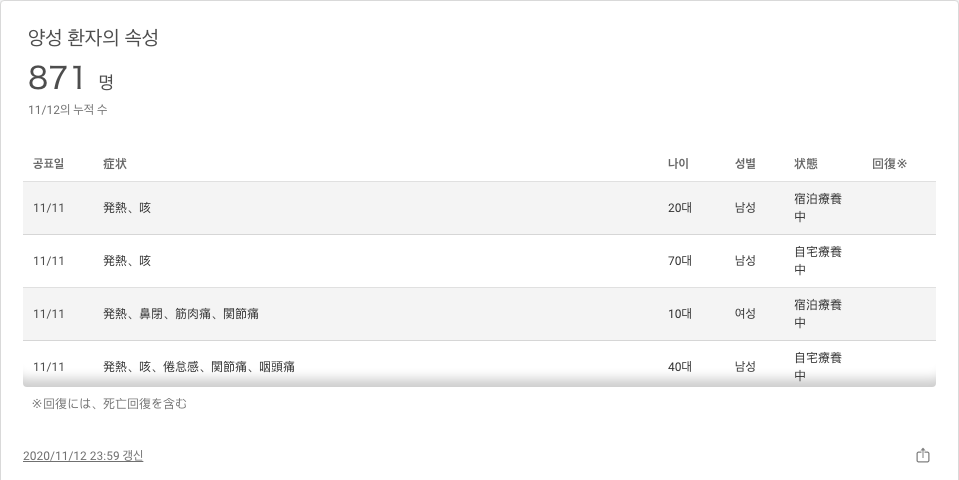 양성 환자의 속성
871 명
11/12의 누적 수
공표일 症状 나이 성별 状態 回復※
11/11 発熱、咳 20대 남성 宿泊療養
中
11/11 発熱、咳 70대 남성 自宅療養
中
11/11 発熱、鼻閉、筋肉痛、関節痛 10대 여성 宿泊療養
中
11/11 発熱、咳、倦怠感、関節痛、咽頭痛 40대 남성 自宅療養
中
※回復には、死亡回復を含む
2020/11/12 23:59 갱신